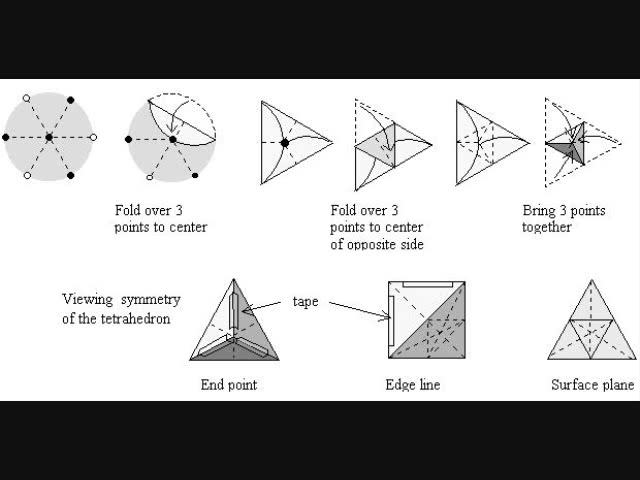 Fold over 3
points to center
Fold over 3
points to center
of opposite side
Bring 3 points
together
Viewing symmetry
of the tetrahedron
tape
End point
Edge line
Surface plane